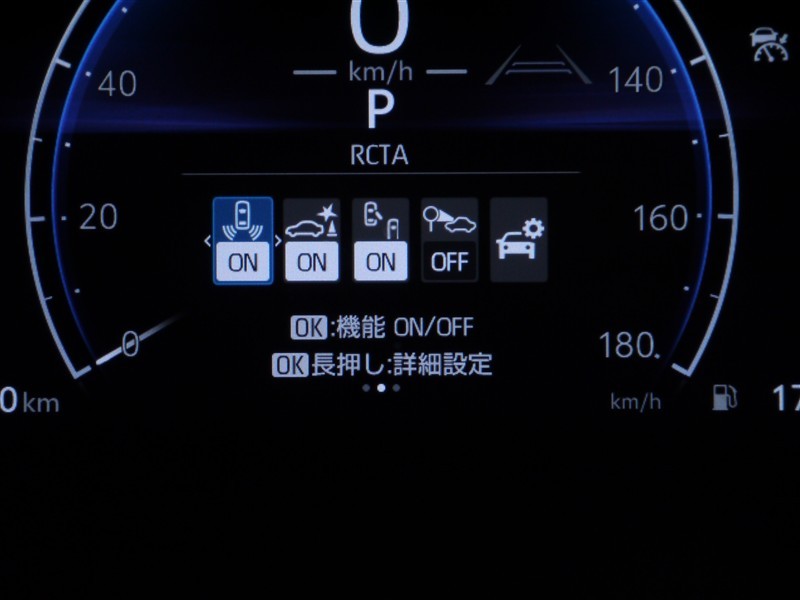 0
km/h
40
140
P
RCTA
20
160
ON ON ON OFF
OK:機能 ON/OFF
0
180.
OK長押し:詳細設定
0km
km/h
17